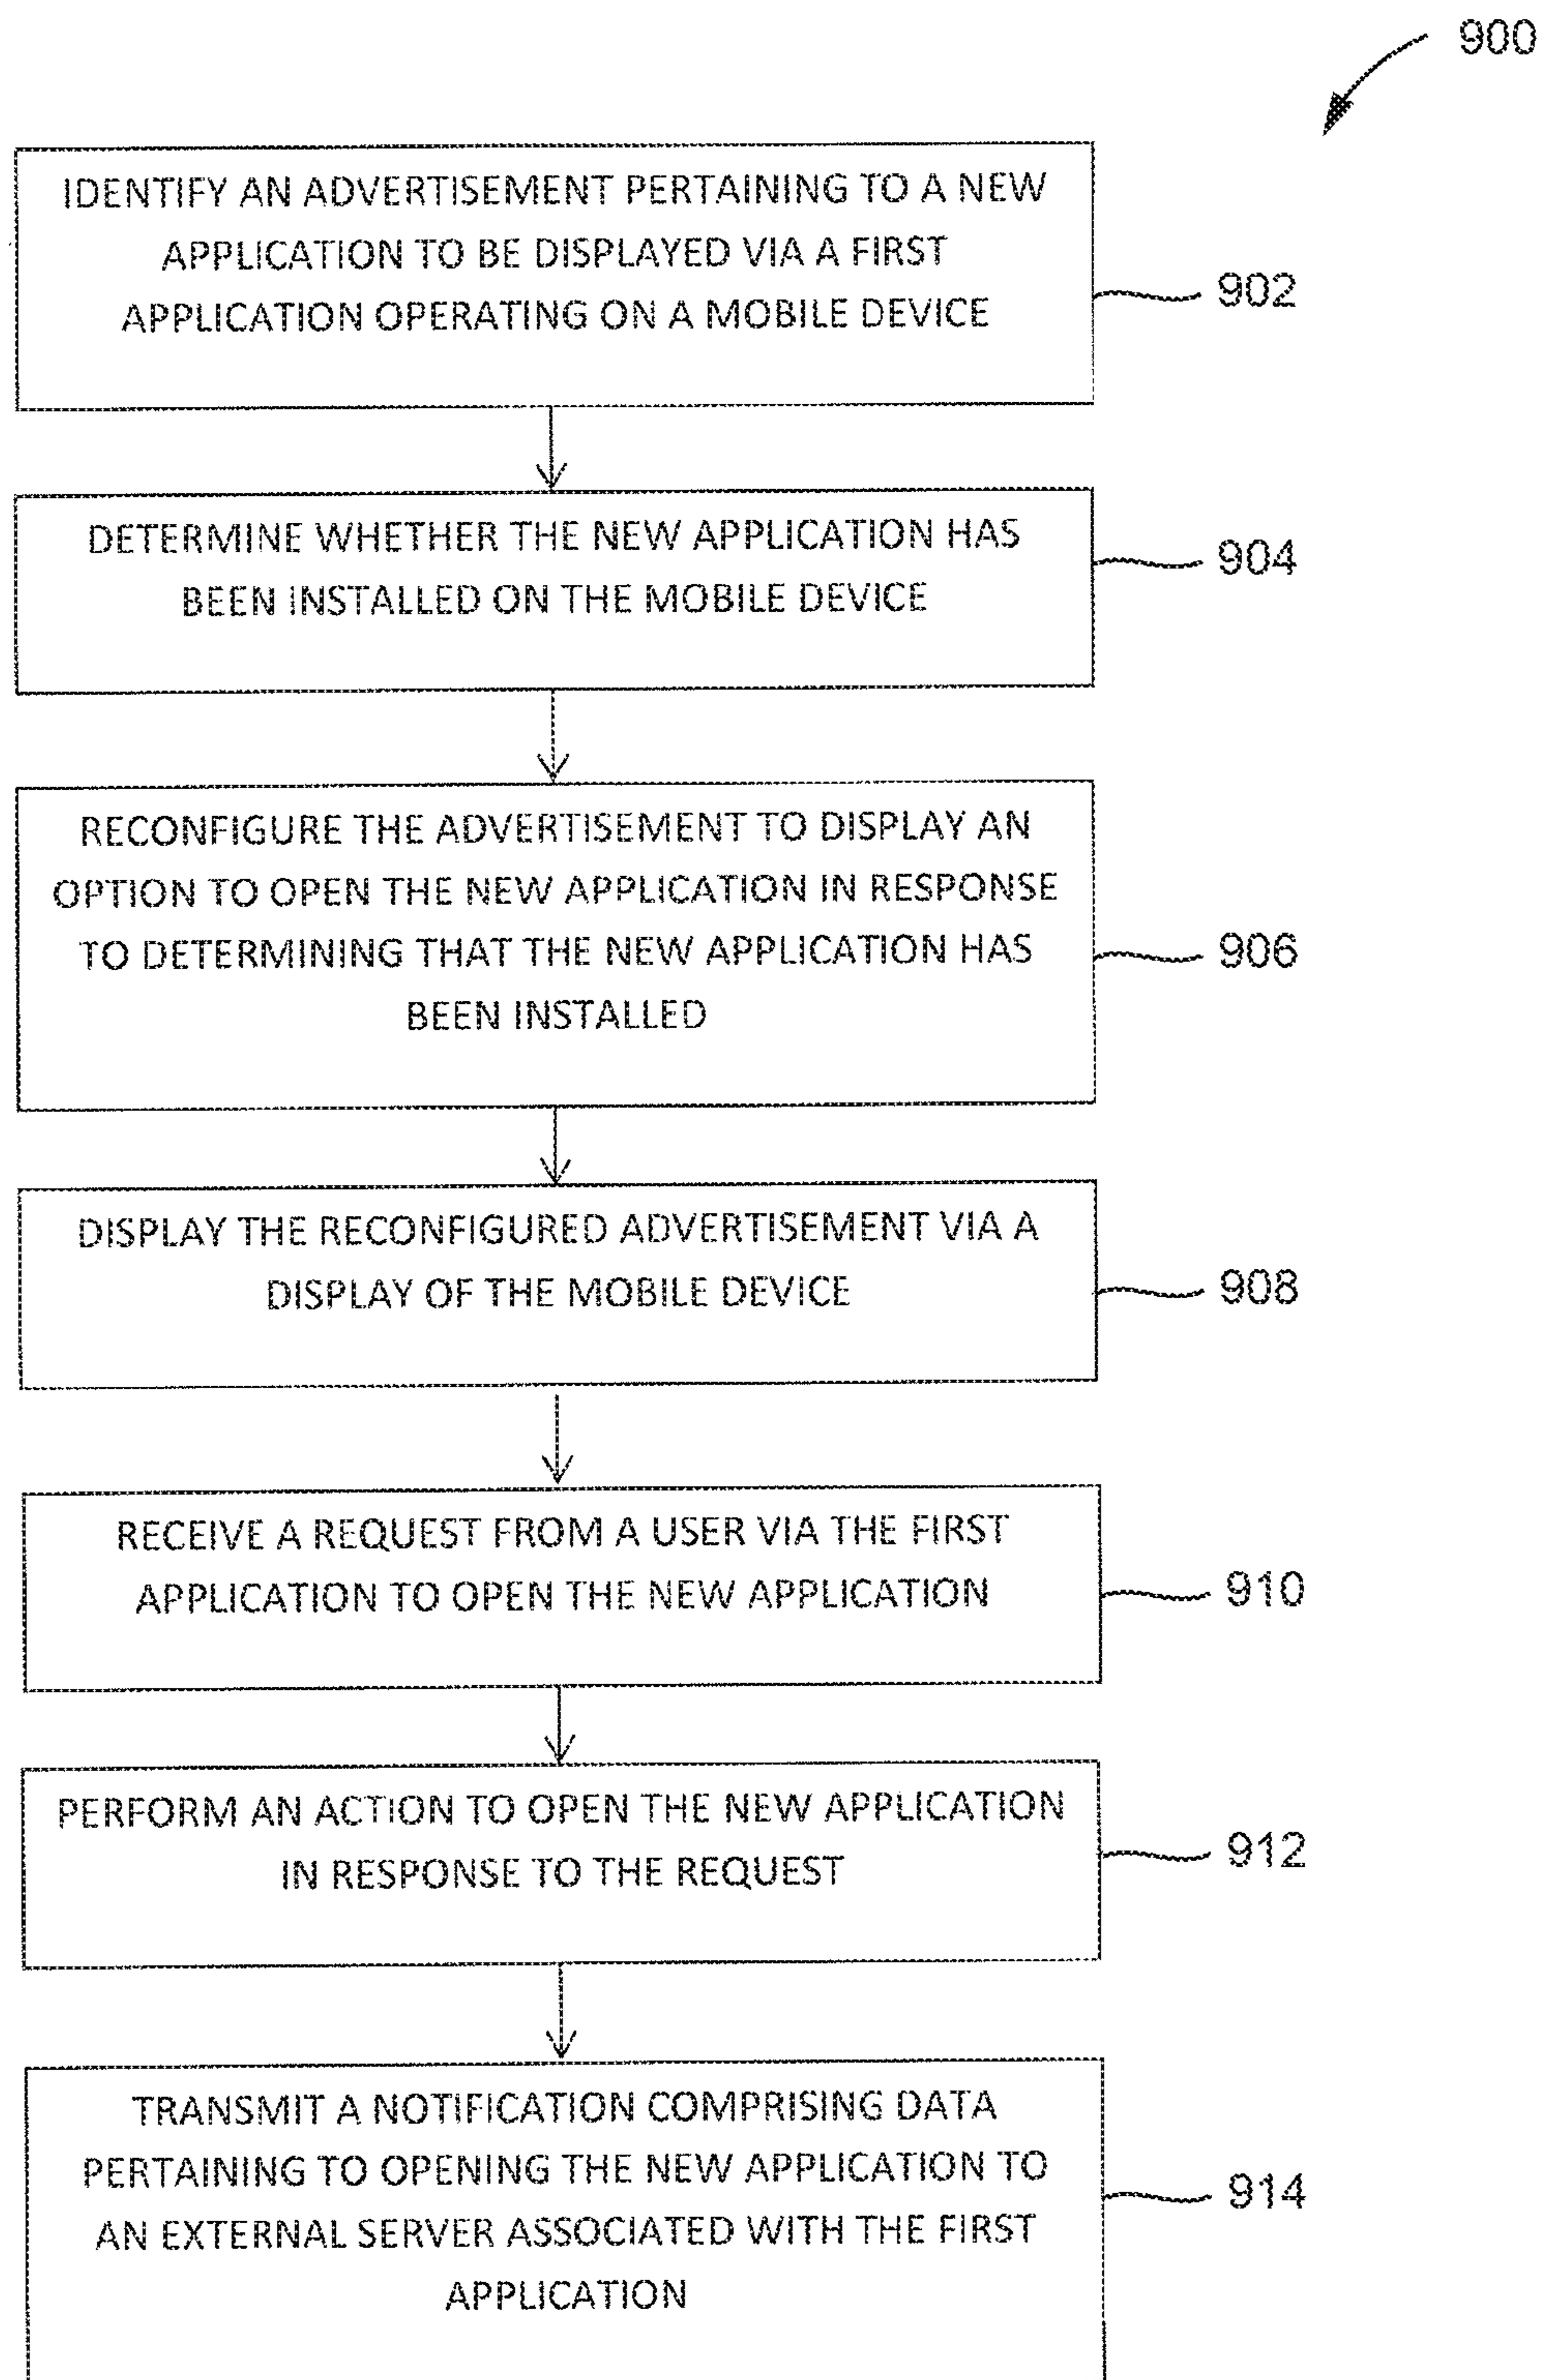 900
IDENTIFY AN ADVERTISEMENT PERTAINING TO A NEW
APPLICATION TO BE DISPLAYED VIA A FIRST
APPLICATION OPERATING ON A MOBILE DEVICE
902
DETERMINE WHETHER THE NEW APPLICATION HAS
BEEN INSTALLED ON THE MOBILE DEVICE
904
RECONFIGURE THE ADVERTISEMENT TO DISPLAY AN
OPTION TO OPEN THE NEW APPLICATION IN RESPONSE
TO DETERMINING THAT THE NEW APPLICATION HAS
BEEN INSTALLED
906
DISPLAY THE RECONFIGURED ADVERTISEMENT VIA A
DISPLAY OF THE MOBILE DEVICE
908
RECEIVE A REQUEST FROM A USER VIA THE FIRST
APPLICATION TO OPEN THE NEW APPLICATION
910
PERFORM AN ACTION TO OPEN THE NEW APPLICATION
IN RESPONSE TO THE REQUEST
912
TRANSMIT A NOTIFICATION COMPRISING DATA
PERTAINING TO OPENING THE NEW APPLICATION TO
AN EXTERNAL SERVER ASSOCIATED WITH THE FIRST
APPLICATION
914